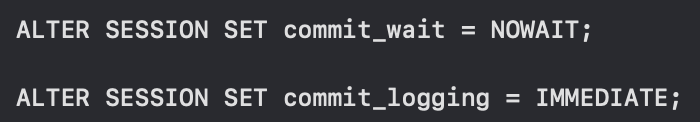 ALTER SESSION SET commit_wait = NOWAIT;
ALTER SESSION SET commit_logging = IMMEDIATE;